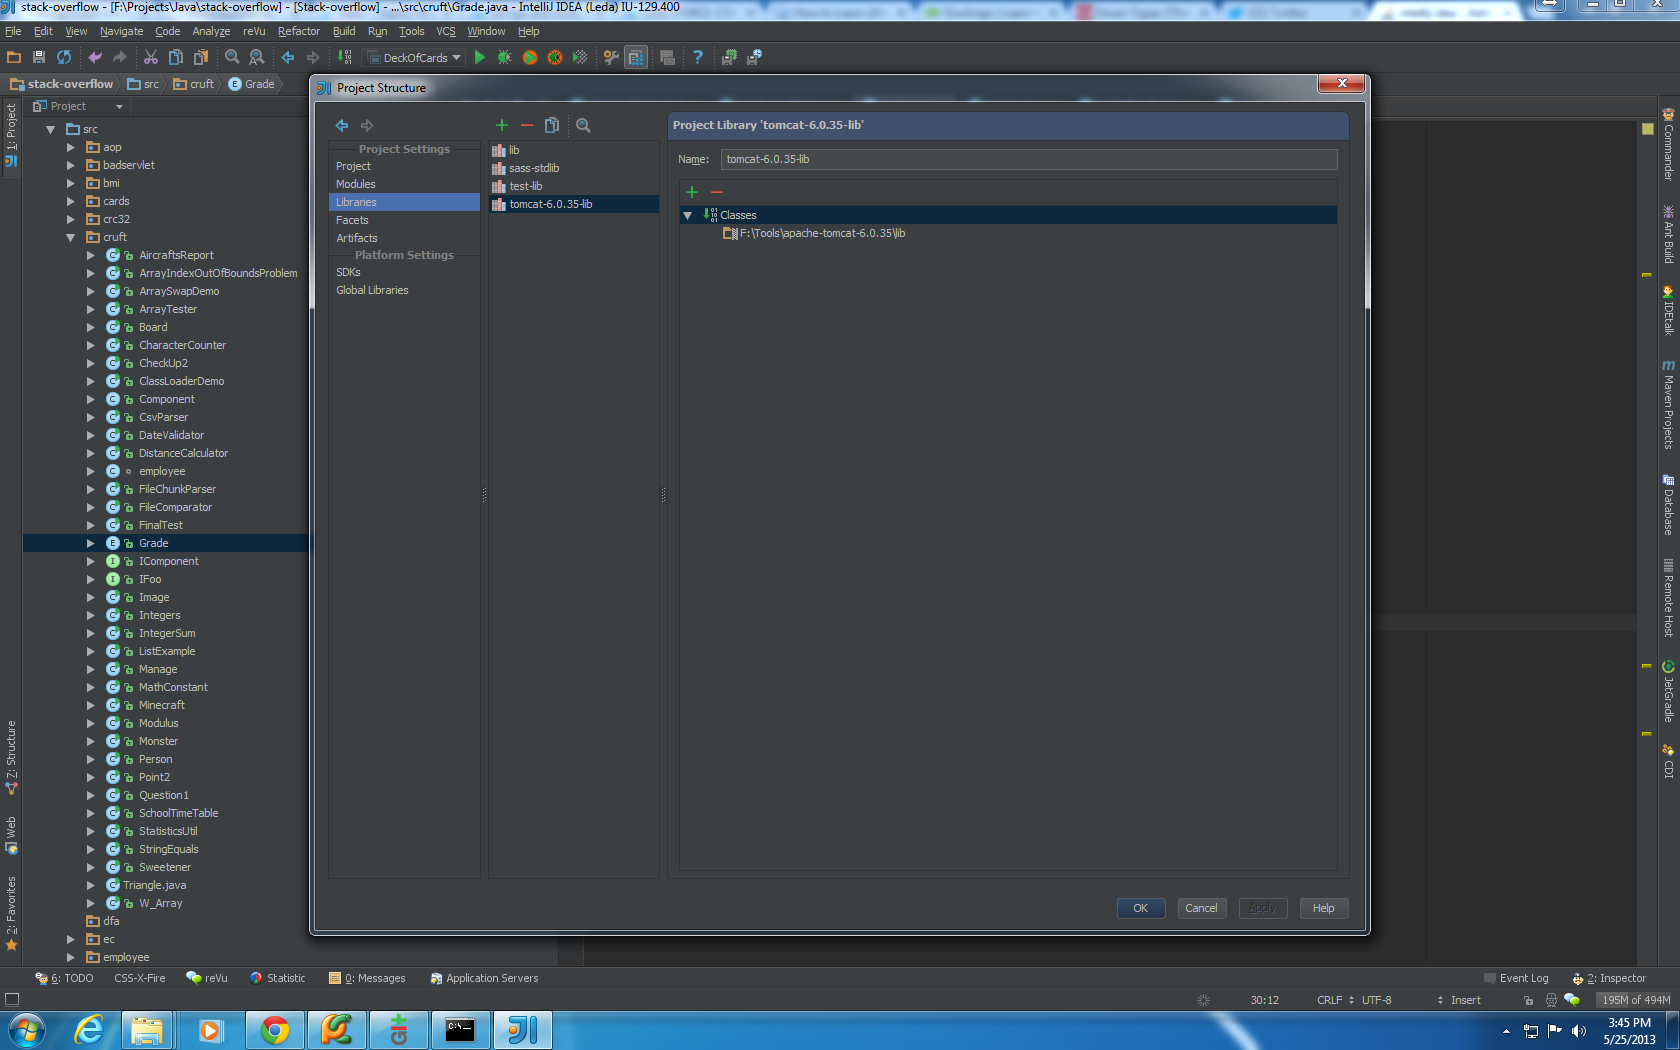 stack-overflow - [F:\Projects\Java\stack-overflow] - [Stack-overflow] - ...\src\cruft\Grade.java - IntelliJ IDEA (Leda) IU-129.400
File Edit View Navigate Code Analyze reVu Refactor Build Run Tools VCS Window Help
DeckOfCards
stack-overflow src cruft Grade
1: Project
Z: Structure
Web
2: Favorites
Project
src
aop
badservlet
bmi
cards
crc32
cruft
AircraftsReport
ArrayIndexOutOfBoundsProblem
ArraySwapDemo
ArrayTester
Board
CharacterCounter
CheckUp2
ClassLoaderDemo
Component
CsvParser
DateValidator
DistanceCalculator
employee
FileChunkParser
FileComparator
FinalTest
Grade
IComponent
IFoo
Image
Integers
IntegerSum
ListExample
Manage
MathConstant
Minecraft
Modulus
Monster
Person
Point2
Question1
SchoolTimeTable
StatisticsUtil
StringEquals
Sweetener
Triangle.java
W_Array
dfa
ec
employee
Project Structure
Project Settings
Project
Modules
Libraries
Facets
Artifacts
Platform Settings
SDKs
Global Libraries
lib
sass-stdlib
test-lib
tomcat-6.0.35-lib
Project Library 'tomcat-6.0.35-lib'
Name: tomcat-6.0.35-lib
Classes
F:\Tools\apache-tomcat-6.0.35\lib
OK Cancel Apply Help
Commander
Ant Build
IDEtalk
Maven Projects
Database
Remote Host
JetGradle
CDI
6: TODO CSS-X-Fire reVu Statistic 0: Messages Application Servers Event Log 2: Inspector
30:12 CRLF UTF-8 Insert 195M of 494M
git
C:\
3:45 PM
5/25/2013